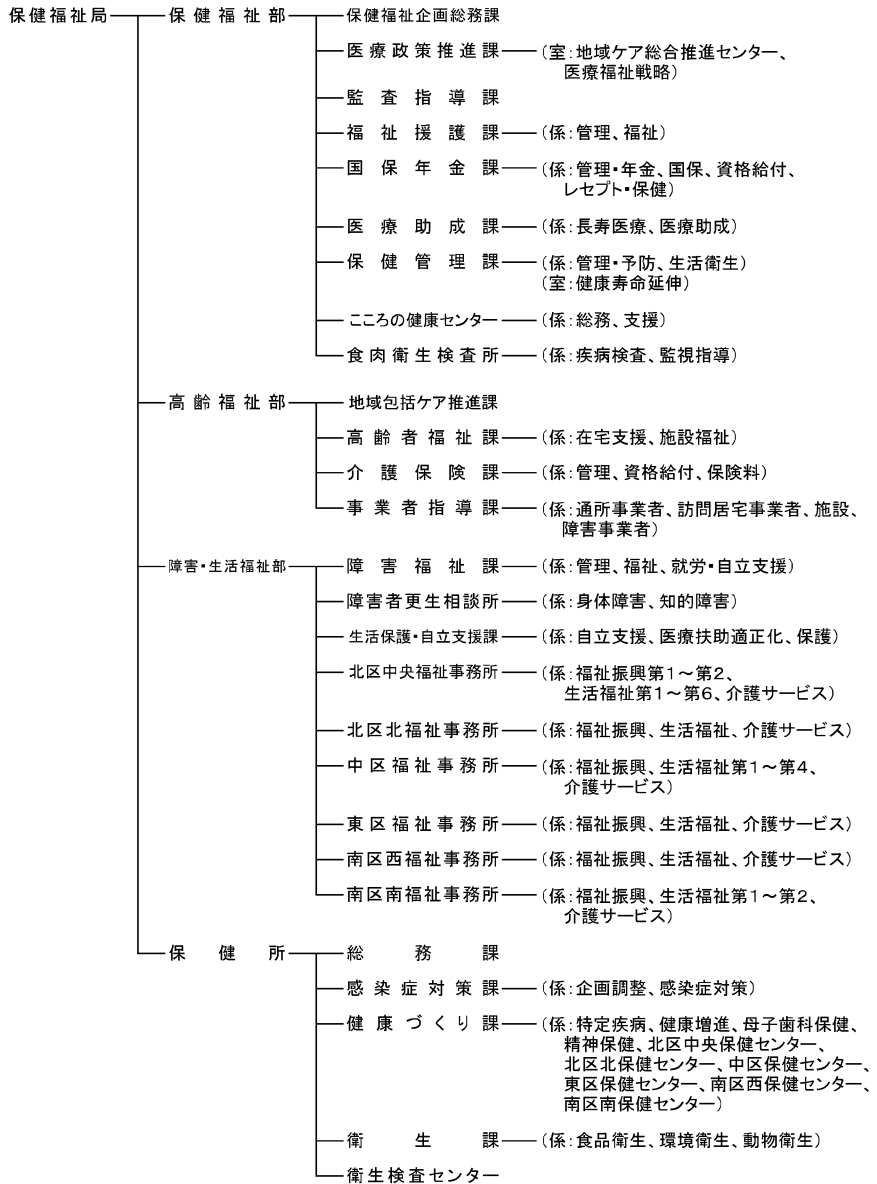 保健福祉局 保健福祉部 保健福祉企画総務課
医療政策推進課 (室:地域ケア総合推進センター、
医療福祉戦略)
監査指導課
福祉援護課 (係:管理、福祉)
国保年金課 (係:管理・年金、国保、資格給付、
レセプト・保健)
医療助成課 (係:長寿医療、医療助成)
保健管理課 (係:管理・予防、生活衛生)
(室:健康寿命延伸)
こころの健康センター (係:総務、支援)
食肉衛生検査所 (係:疾病検査、監視指導)
高齢福祉部 地域包括ケア推進課
高齢者福祉課 (係:在宅支援、施設福祉)
介護保険課 (係:管理、資格給付、保険料)
事業者指導課 (係:通所事業者、訪問居宅事業者、施設、
障害事業者)
障害・生活福祉部 障害福祉課 (係:管理、福祉、就労・自立支援)
障害者更生相談所 (係:身体障害、知的障害)
生活保護・自立支援課 (係:自立支援、医療扶助適正化、保護)
北区中央福祉事務所 (係:福祉振興第1～第2、
生活福祉第1～第6、介護サービス)
北区北福祉事務所 (係:福祉振興、生活福祉、介護サービス)
中区福祉事務所 (係:福祉振興、生活福祉第1～第4、
介護サービス)
東区福祉事務所 (係:福祉振興、生活福祉、介護サービス)
南区西福祉事務所 (係:福祉振興、生活福祉、介護サービス)
南区南福祉事務所 (係:福祉振興、生活福祉第1～第2、
介護サービス)
保健所 総務課
感染症対策課 (係:企画調整、感染症対策)
健康づくり課 (係:特定疾病、健康増進、母子歯科保健、
精神保健、北区中央保健センター、
北区北保健センター、中区保健センター、
東区保健センター、南区西保健センター、
南区南保健センター)
衛生課 (係:食品衛生、環境衛生、動物衛生)
衛生検査センター